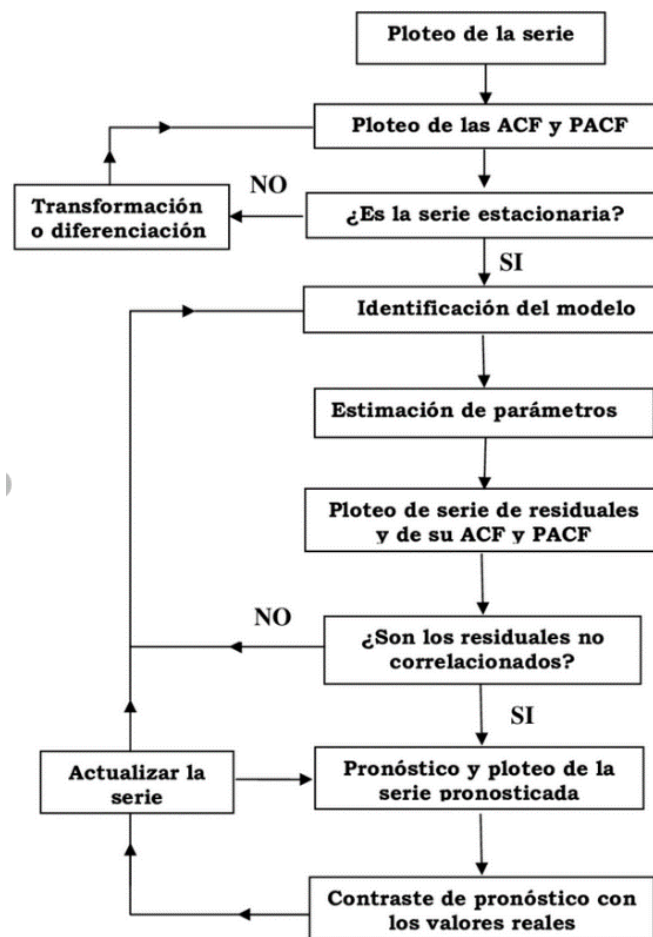 Ploteo de la serie
Ploteo de las ACF y PACF
NO
Transformación
o diferenciación
¿Es la serie estacionaria?
SI
Identificación del modelo
Estimación de parámetros
Ploteo de serie de residuales
y de su ACF y PACF
NO
¿Son los residuales no
correlacionados?
SI
Actualizar la
serie
Pronóstico y ploteo de la
serie pronosticada
Contraste de pronóstico con
los valores reales